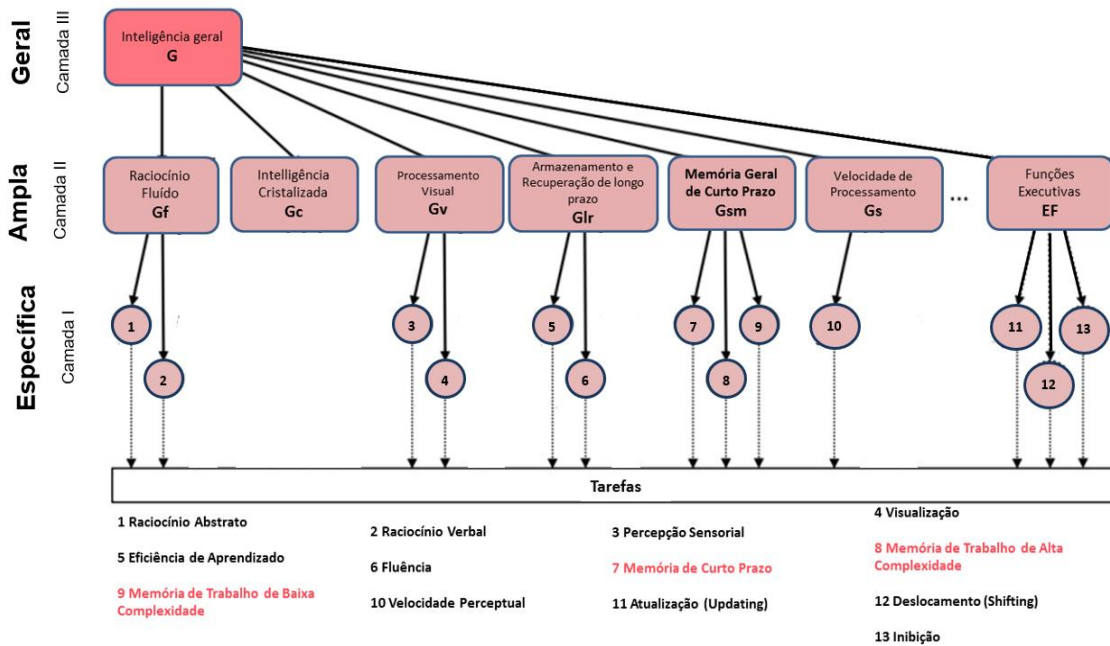 Geral
Camada III
Inteligência geral
G
Ampla
Camada II
Raciocínio
Fluído
Gf
Inteligência
Cristalizada
Gc
Processamento
Visual
Gv
Armazenamento e
Recuperação de longo
prazo
Glr
Memória Geral
de Curto Prazo
Gsm
Velocidade de
Processamento
Gs
...
Funções
Executivas
EF
Específica
Camada I
1
2
3
4
5
6
7
8
9
10
11
12
13
Tarefas
1 Raciocínio Abstrato
5 Eficiência de Aprendizado
9 Memória de Trabalho de Baixa
Complexidade
2 Raciocínio Verbal
6 Fluência
10 Velocidade Perceptual
3 Percepção Sensorial
7 Memória de Curto Prazo
11 Atualização (Updating)
4 Visualização
8 Memória de Trabalho de Alta
Complexidade
12 Deslocamento (Shifting)
13 Inibição